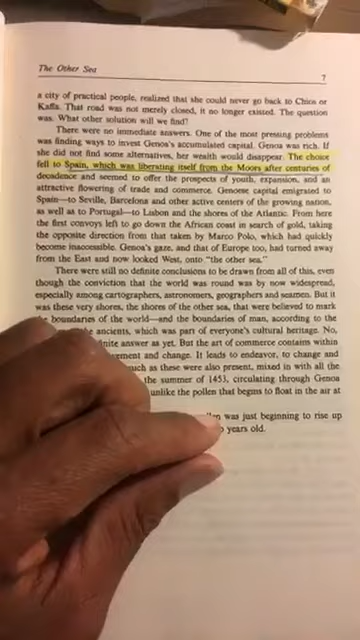 The Other Sea
7
a city of practical people, realized that she could never go back to Chios or
Kaffa. That road was not merely closed, it no longer existed. The question
was. What other solution will we find?
There were no immediate answers. One of the most pressing problems
was finding ways to invest Genoa's accumulated capital. Genoa was rich. If
she did not find some alternatives, her wealth would disappear. The choice
fell to Spain, which was liberating itself from the Moors after centuries of
decadence and seemed to offer the prospects of youth, expansion, and an
attractive flowering of trade and commerce. Genoese capital emigrated to
Spain—to Seville, Barcelona and other active centers of the growing nation,
as well as to Portugal—to Lisbon and the shores of the Atlantic. From here
the first convoys left to go down the African coast in search of gold, taking
the opposite direction from that taken by Marco Polo, which had quickly
become inaccessible. Genoa's gaze, and that of Europe too, had turned away
from the East and now looked West, onto "the other sea."
There were still no definite conclusions to be drawn from all of this, even
though the conviction that the world was round was by now widespread,
especially among cartographers, astronomers, geographers and seamen. But it
was these very shores, the shores of the other sea, that were believed to mark
boundaries of the world—and the boundaries of man, according to the
ancients, which was part of everyone's cultural heritage. No,
answer as yet. But the art of commerce contains within
and change. It leads to endeavor, to change and
as these were also present, mixed in with all the
the summer of 1453, circulating through Genoa
unlike the pollen that begins to float in the air at
was just beginning to rise up
years old.